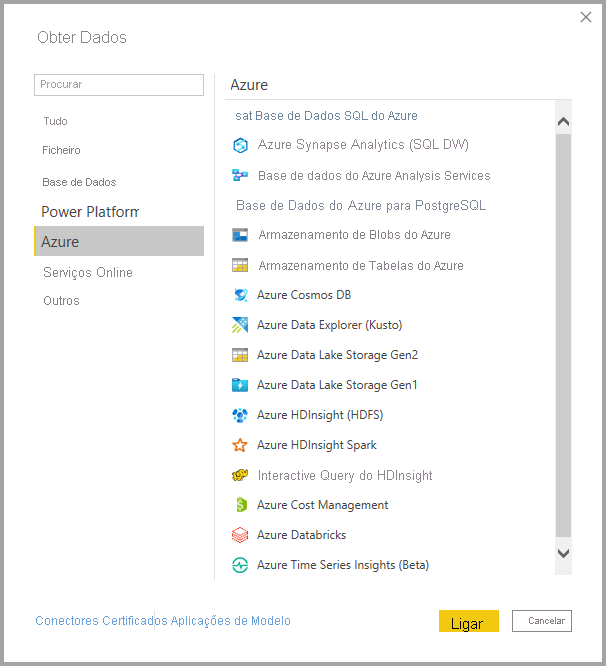 Obter Dados
Procurar
Tudo
Ficheiro
Base de Dados
Power Platform
Azure
Serviços Online
Outros
Azure
sat Base de Dados SQL do Azure
Azure Synapse Analytics (SQL DW)
Base de dados do Azure Analysis Services
Base de Dados do Azure para PostgreSQL
Armazenamento de Blobs do Azure
Armazenamento de Tabelas do Azure
Azure Cosmos DB
Azure Data Explorer (Kusto)
Azure Data Lake Storage Gen2
Azure Data Lake Storage Gen1
Azure HDInsight (HDFS)
Azure HDInsight Spark
Interactive Query do HDInsight
Azure Cost Management
Azure Databricks
Azure Time Series Insights (Beta)
Conectores Certificados Aplicações de Modelo
Ligar
Cancelar